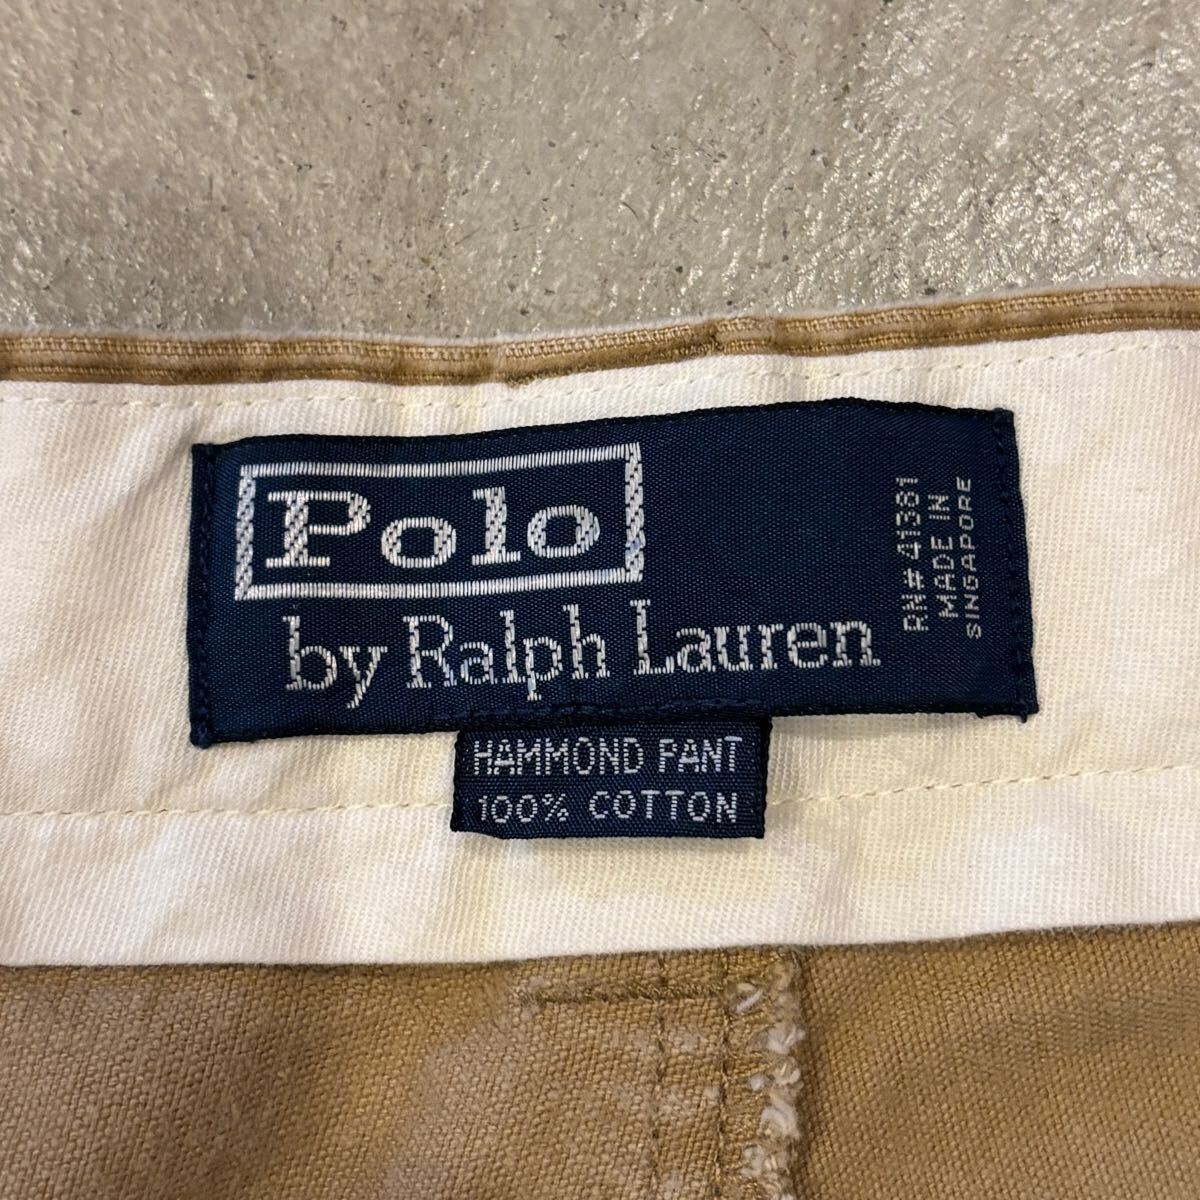 Polo
by Ralph Lauren
RN#41381
MADE IN
SINGAPORE
HAMMOND PANT
100% COTTON